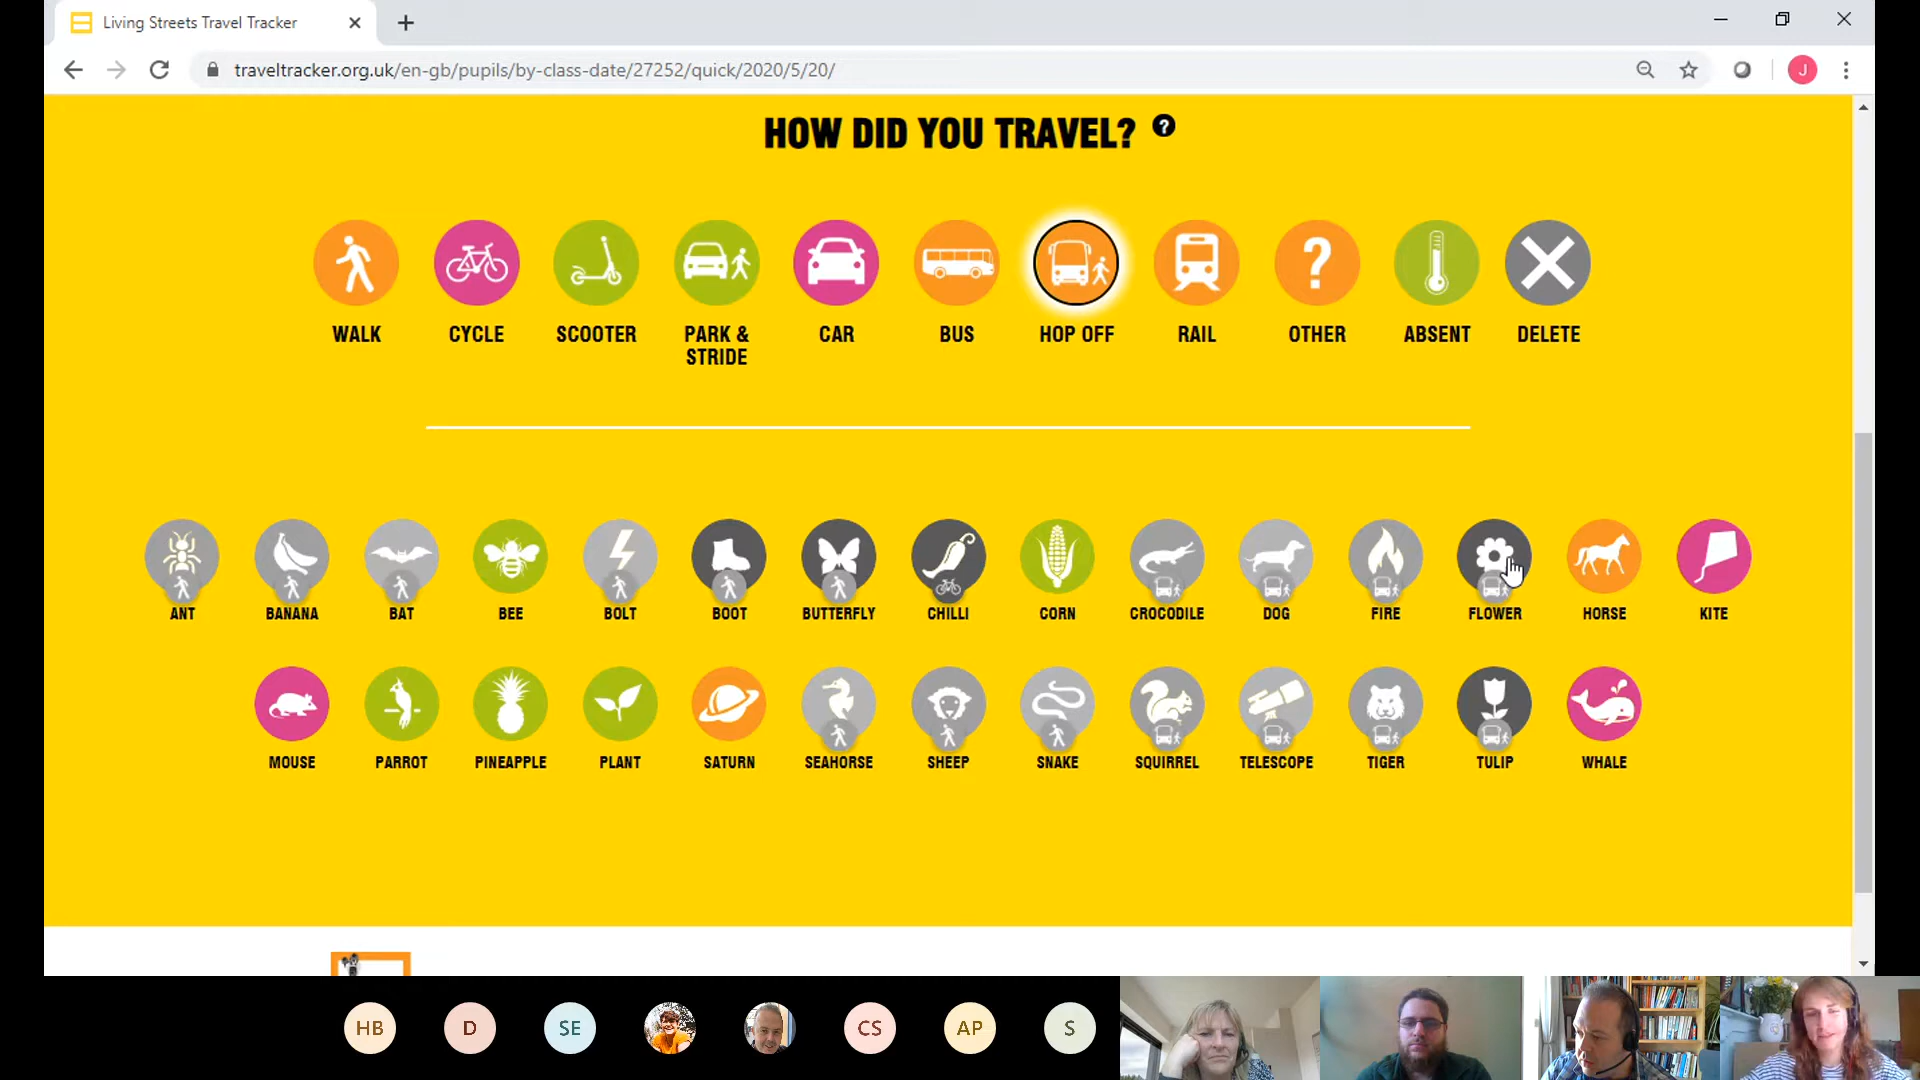 Living Streets Travel Tracker
traveltracker.org.uk/en-gb/pupils/by-class-date/27252/quick/2020/5/20/
J
HOW DID YOU TRAVEL? ?
WALK CYCLE SCOOTER PARK & STRIDE CAR BUS HOP OFF RAIL OTHER ABSENT DELETE
ANT BANANA BAT BEE BOLT BOOT BUTTERFLY CHILLI CORN CROCODILE DOG FIRE FLOWER HORSE KITE
MOUSE PARROT PINEAPPLE PLANT SATURN SEAHORSE SHEEP SNAKE SQUIRREL TELESCOPE TIGER TULIP WHALE
HB D SE CS AP S